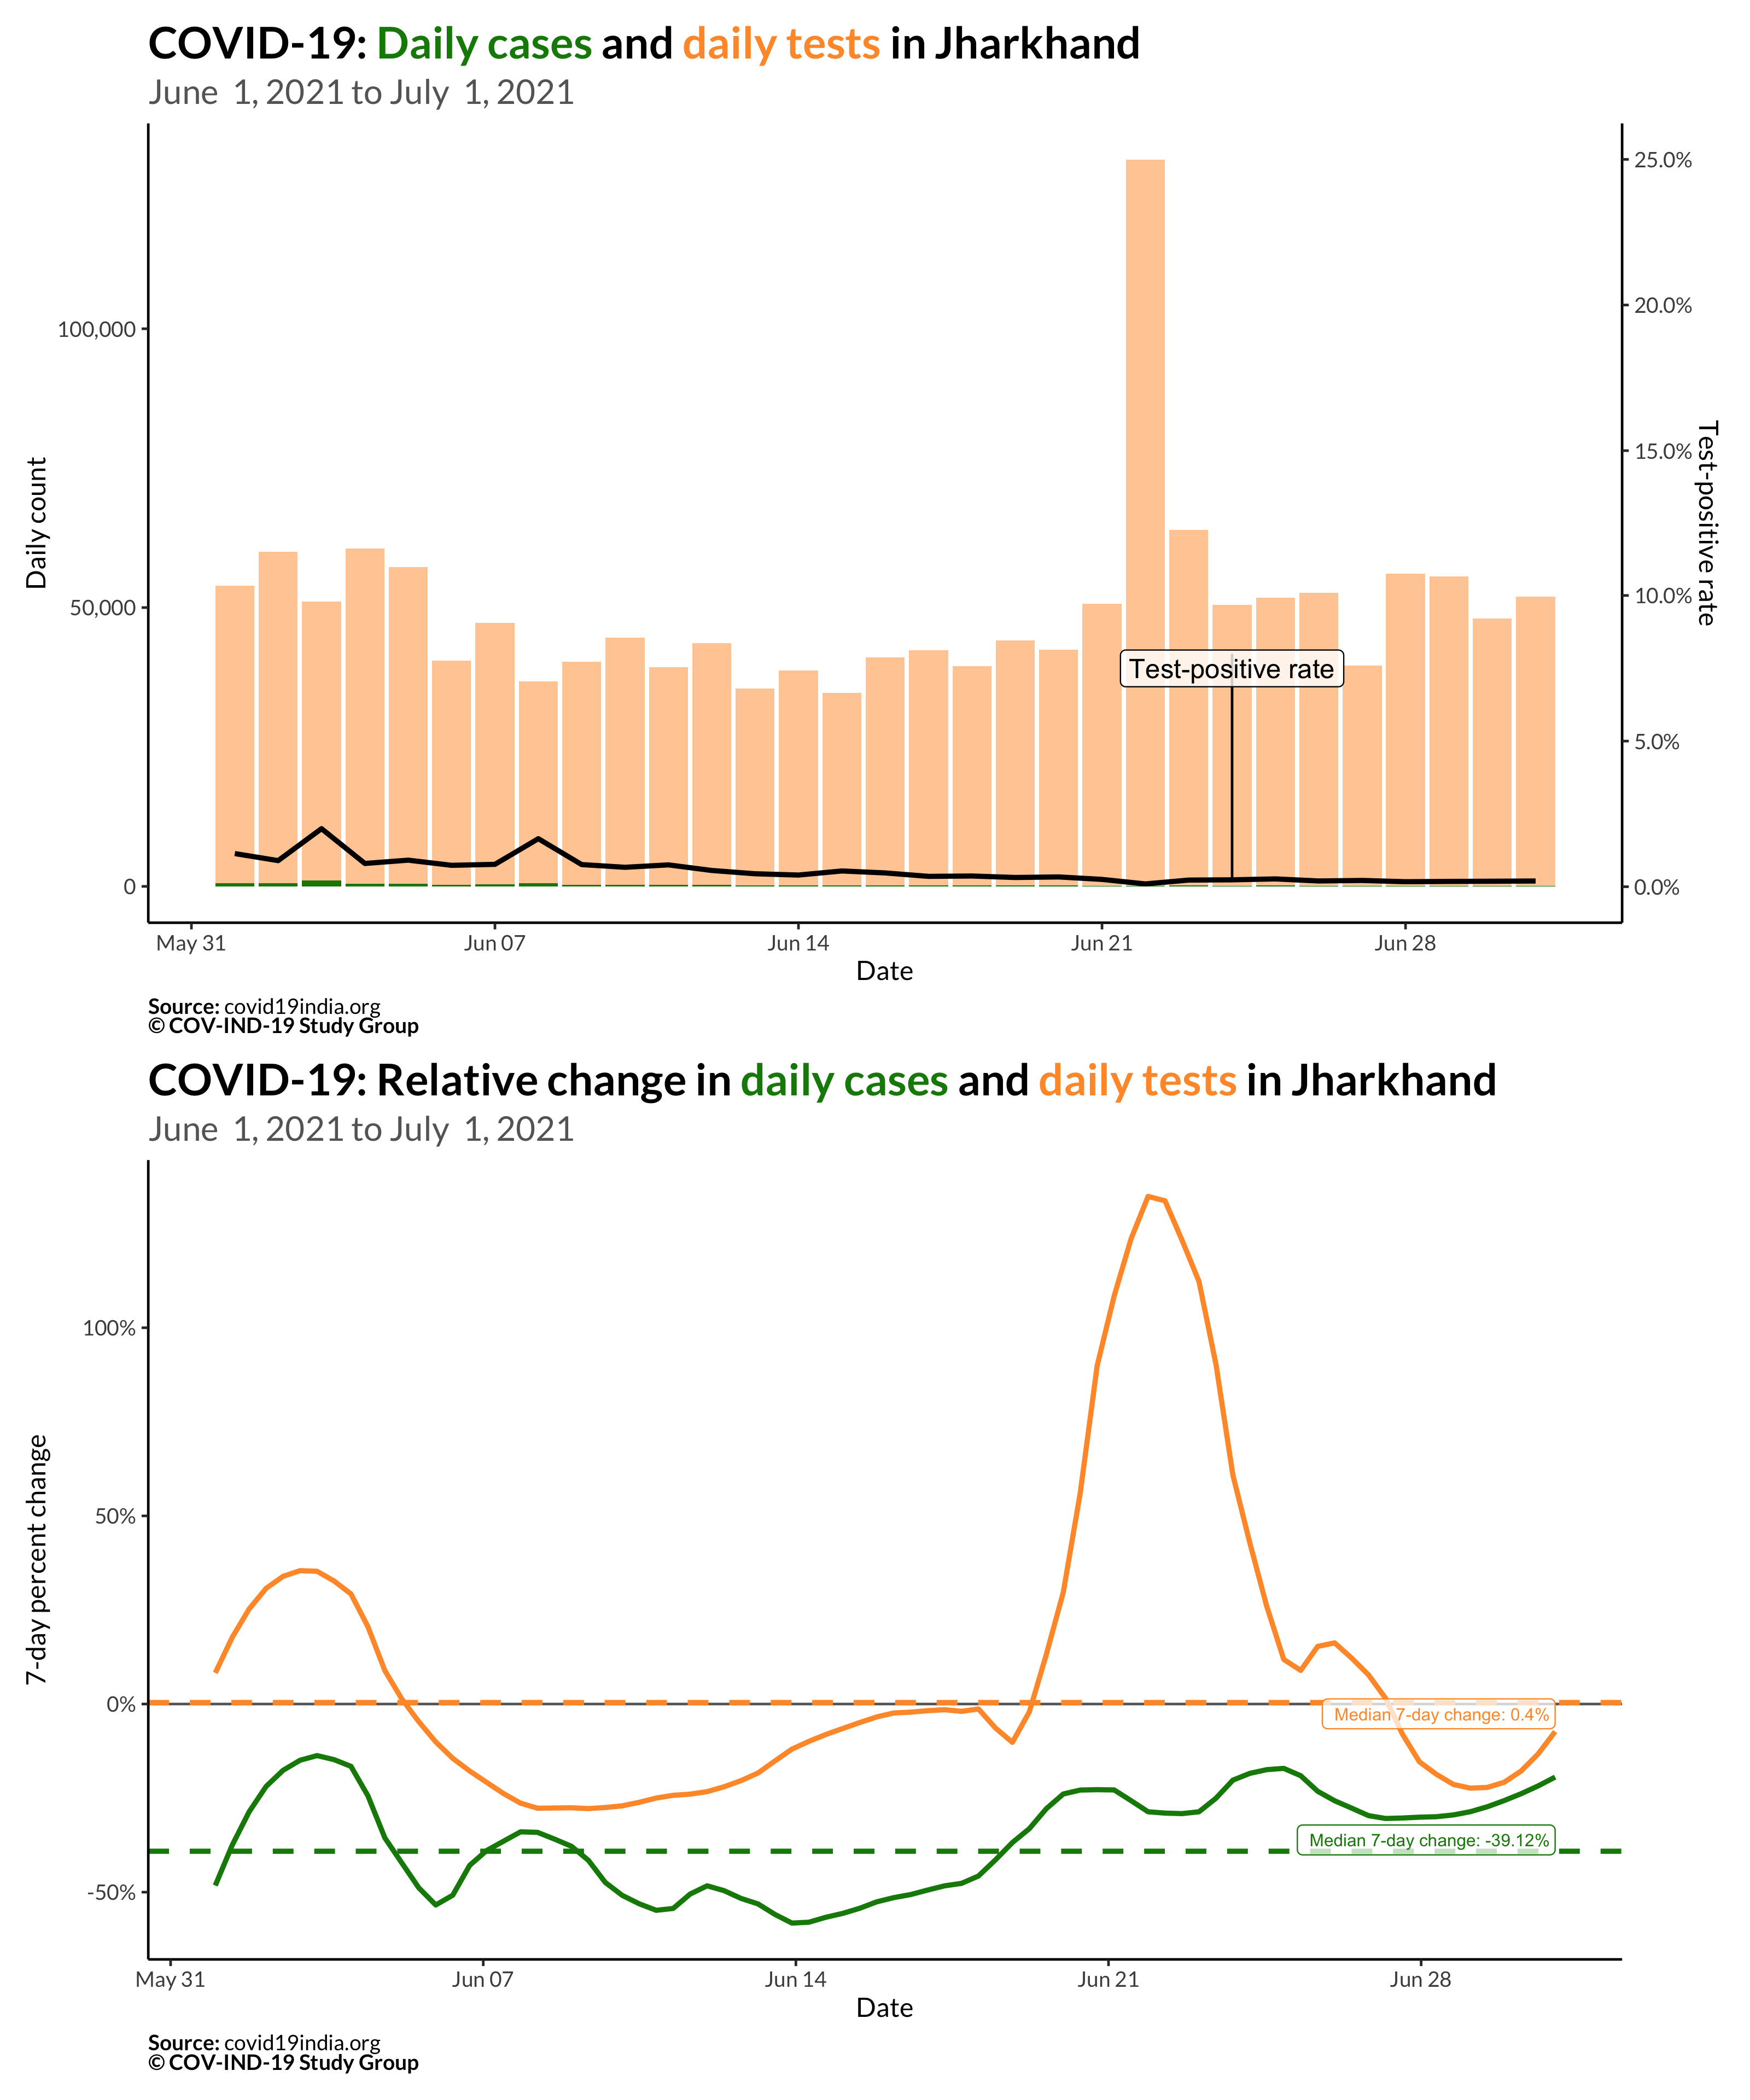 COVID-19: Daily cases and daily tests in Jharkhand
June 1, 2021 to July 1, 2021
25.0%
20.0%
100,000
15.0%
Daily count
Test-positive rate
50,000
10.0%
Test-positive rate
5.0%
0
0.0%
May 31 Jun 07 Jun 14 Jun 21 Jun 28
Date
Source: covid19india.org
© COV-IND-19 Study Group
COVID-19: Relative change in daily cases and daily tests in Jharkhand
June 1, 2021 to July 1, 2021
100%
7-day percent change
50%
0%
Median 7-day change: 0.4%
Median 7-day change: -39.12%
-50%
May 31 Jun 07 Jun 14 Jun 21 Jun 28
Date
Source: covid19india.org
© COV-IND-19 Study Group